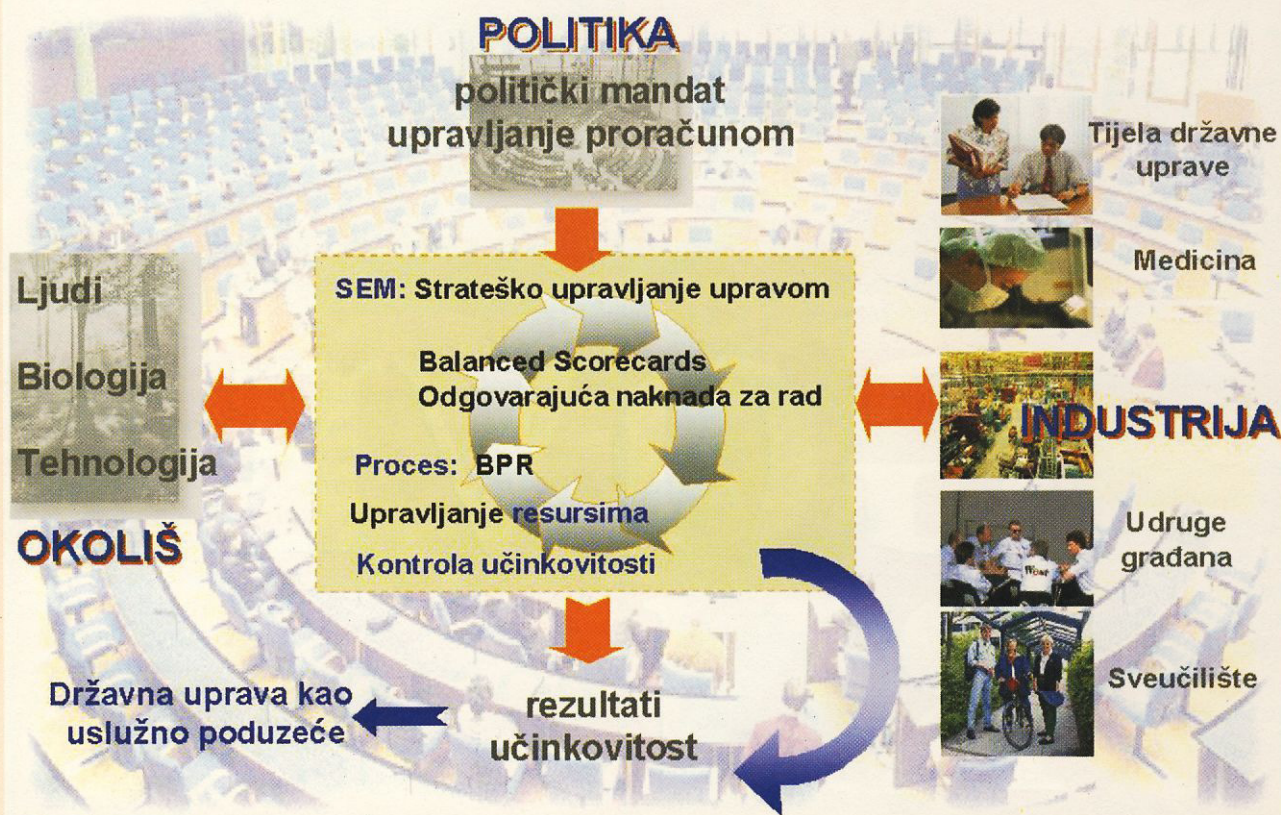 POLITIKA
politički mandat
upravljanje proračunom
Ljudi
Biologija
Tehnologija
OKOLIŠ
SEM: Strateško upravljanje upravom
Balanced Scorecards
Odgovarajuća naknada za rad
Proces: BPR
Upravljanje resursima
Kontrola učinkovitosti
Tijela državne
uprave
Medicina
INDUSTRIJA
Udruge
građana
Sveučilište
rezultati
učinkovitost
Državna uprava kao
uslužno poduzeće